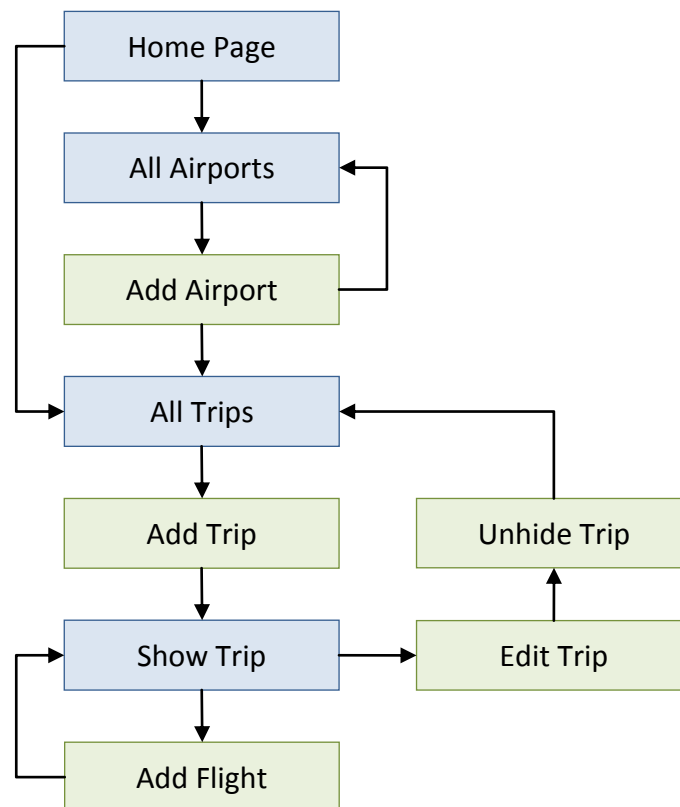 Home Page
All Airports
Add Airport
All Trips
Add Trip
Unhide Trip
Show Trip
Edit Trip
Add Flight